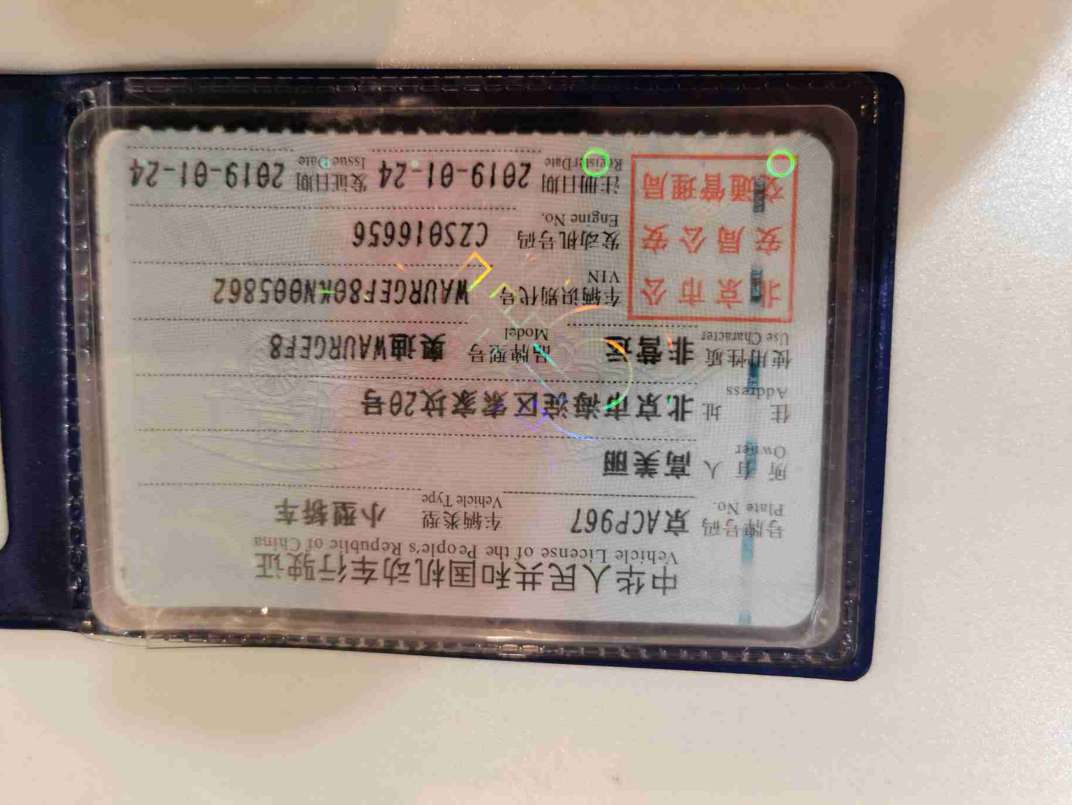 中华人民共和国机动车行驶证
Vehicle License of the People's Republic of China
号牌号码 京ACP967 车辆类型 小型轿车
Plate No. Vehicle Type
所有人 高美丽
Owner
住址 北京市海淀区索家坟20号
Address
使用性质 非营运 品牌型号 奥迪WAURGEF8
Use Character Model
北京市公
安局公安
交通管理局
车辆识别代号 WAURGEF80KN005862
VIN
发动机号码 CZS016656
Engine No.
注册日期 2019-01-24 发证日期 2019-01-24
Register Date Issue Date